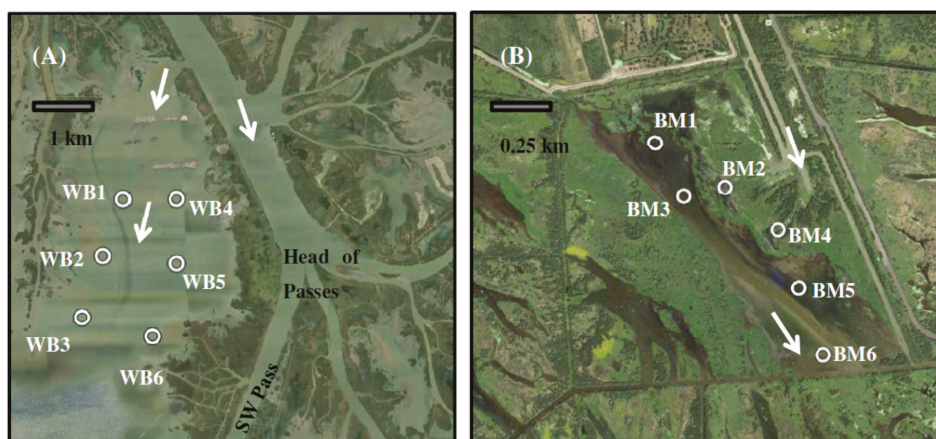 (A)
1 km
WB1
WB4
WB2
WB5
WB3
WB6
Head of
Passes
SW Pass
(B)
0.25 km
BM1
BM2
BM3
BM4
BM5
BM6